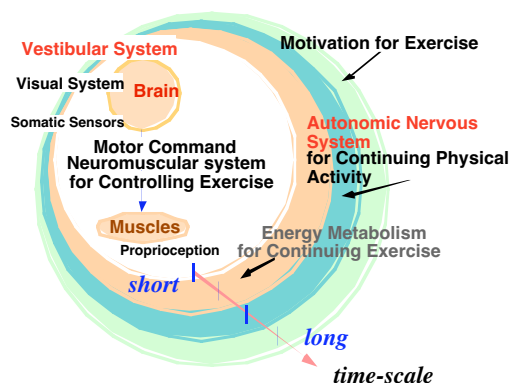 Vestibular System
Motivation for Exercise
Visual System
Brain
Somatic Sensors
Autonomic Nervous
System
for Continuing Physical
Activity
Motor Command
Neuromuscular system
for Controlling Exercise
Muscles
Proprioception
Energy Metabolism
for Continuing Exercise
short
long
time-scale